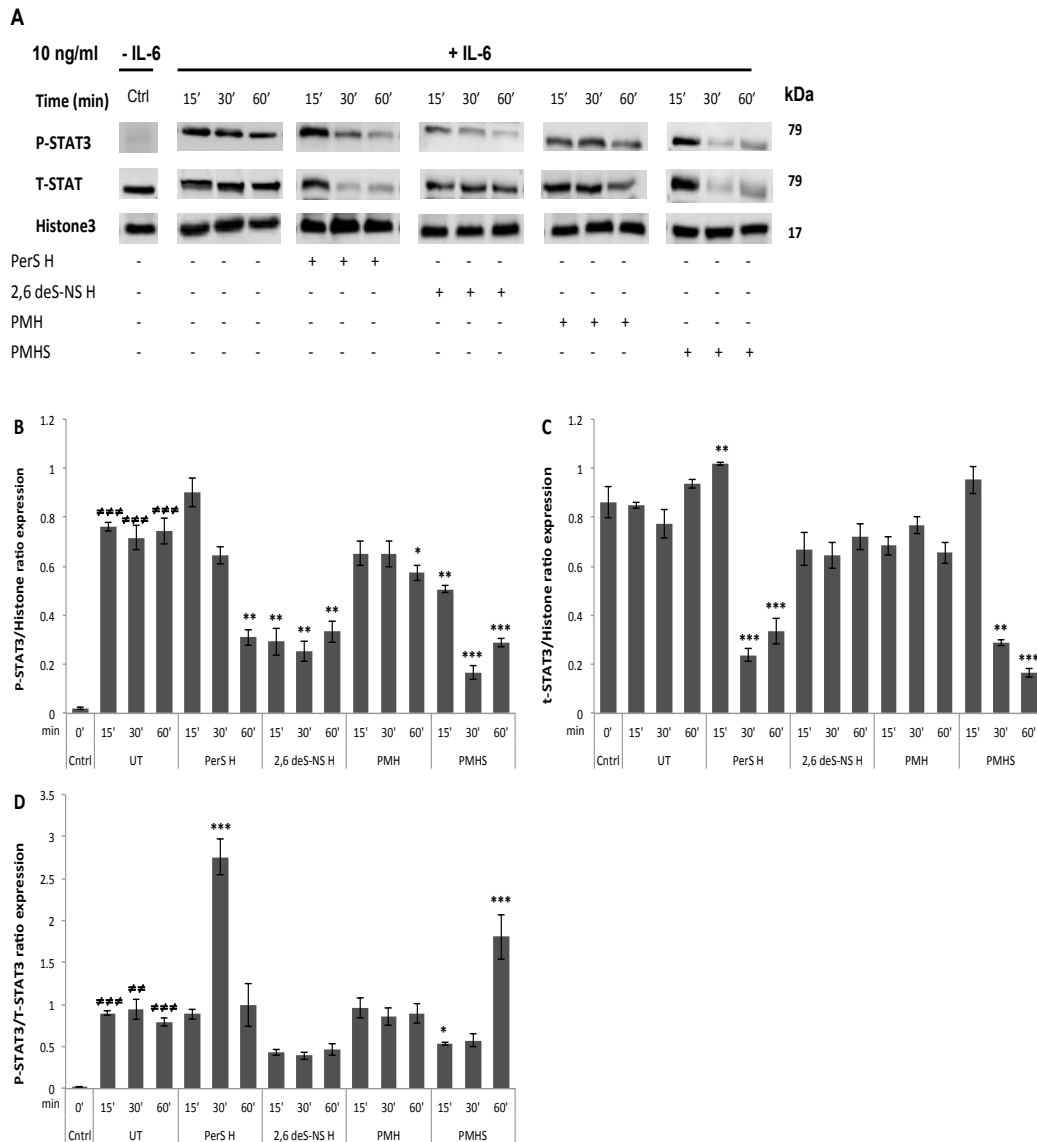 A
10 ng/ml - IL-6 + IL-6
Time (min) Ctrl 15’ 30’ 60’ 15’ 30’ 60’ 15’ 30’ 60’ 15’ 30’ 60’ 15’ 30’ 60’ kDa
P-STAT3 79
T-STAT 79
Histone3 17
PerS H - - - - + + + - - - - - - - - -
2,6 deS-NS H - - - - - - - + + + - - - - - -
PMH - - - - - - - - - - + + + - - -
PMHS - - - - - - - - - - - - - + + +
B
P-STAT3/Histone ratio expression
1.2
1
0.8
0.6
0.4
0.2
0
≠≠≠ ≠≠≠ ≠≠≠ ** ** ** ** * ** *** ***
min 0' 15' 30' 60' 15' 30' 60' 15' 30' 60' 15' 30' 60' 15' 30' 60'
Cntrl UT PerS H 2,6 deS-NS H PMH PMHS
C
t-STAT3/Histone ratio expression
1.2
1
0.8
0.6
0.4
0.2
0
** *** *** ** ***
min 0' 15' 30' 60' 15' 30' 60' 15' 30' 60' 15' 30' 60' 15' 30' 60'
Cntrl UT PerS H 2,6 deS-NS H PMH PMHS
D
P-STAT3/T-STAT3 ratio expression
3.5
3
2.5
2
1.5
1
0.5
0
≠≠≠ ≠≠ ≠≠≠ *** * ***
min 0' 15' 30' 60' 15' 30' 60' 15' 30' 60' 15' 30' 60' 15' 30' 60'
Cntrl UT PerS H 2,6 deS-NS H PMH PMHS